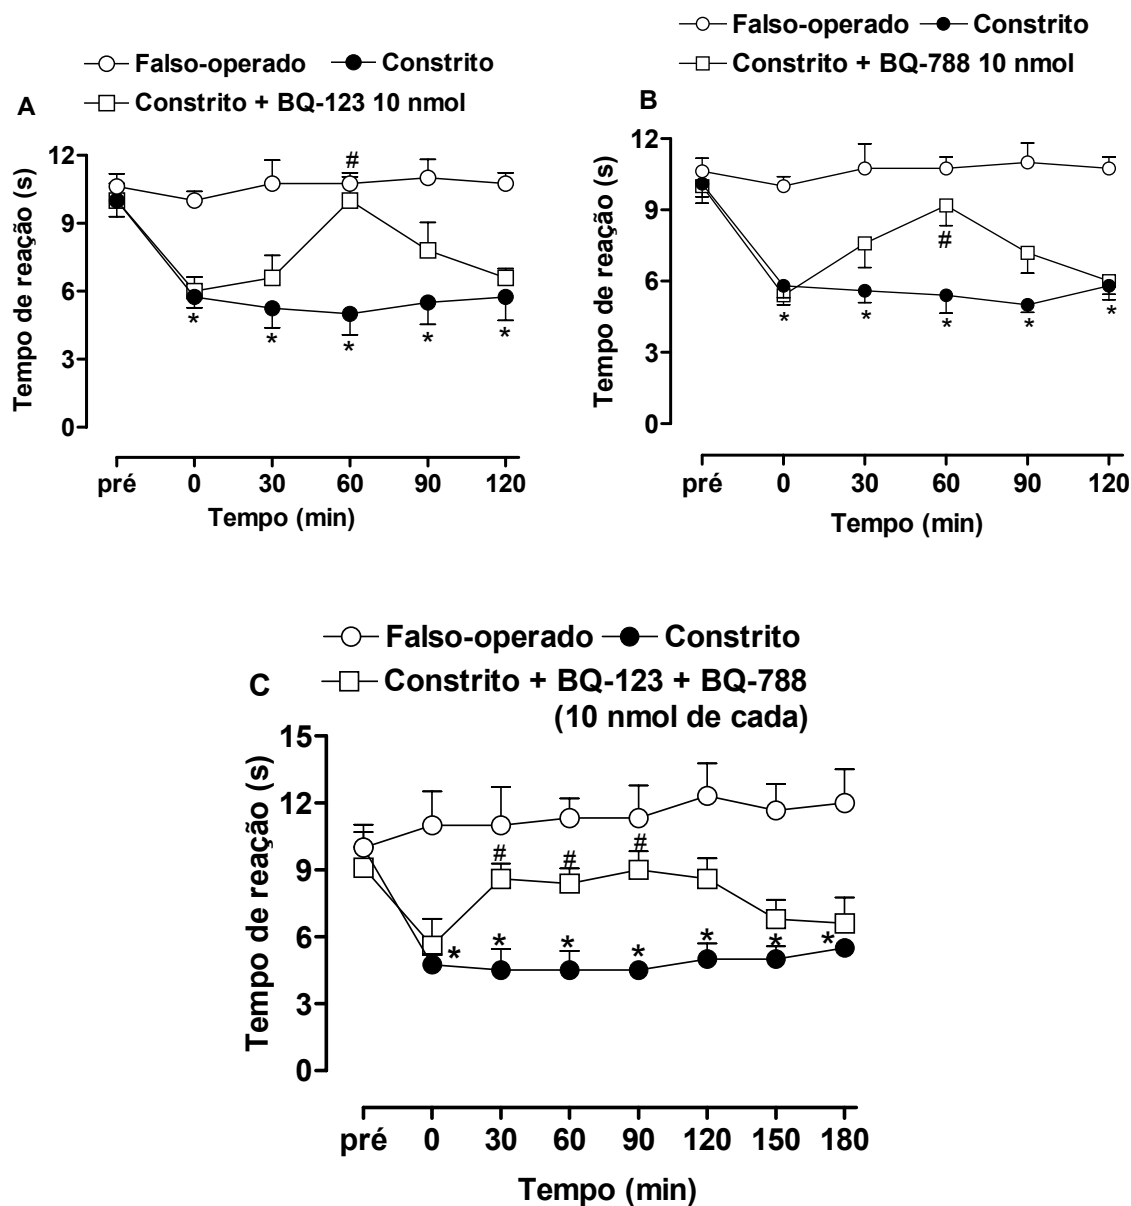 Falso-operado Constrito
Constrito + BQ-123 10 nmol
A
#
12
9
6
3
0
Tempo de reação (s)
* * * * *
pré 0 30 60 90 120
Tempo (min)
Falso-operado Constrito
Constrito + BQ-788 10 nmol
B
12
9
6
3
0
Tempo de reação (s)
#
* * * * *
pré 0 30 60 90 120
Tempo (min)
Falso-operado Constrito
C Constrito + BQ-123 + BQ-788
(10 nmol de cada)
15
12
9
6
3
0
Tempo de reação (s)
# # #
* * * * * * *
pré 0 30 60 90 120 150 180
Tempo (min)